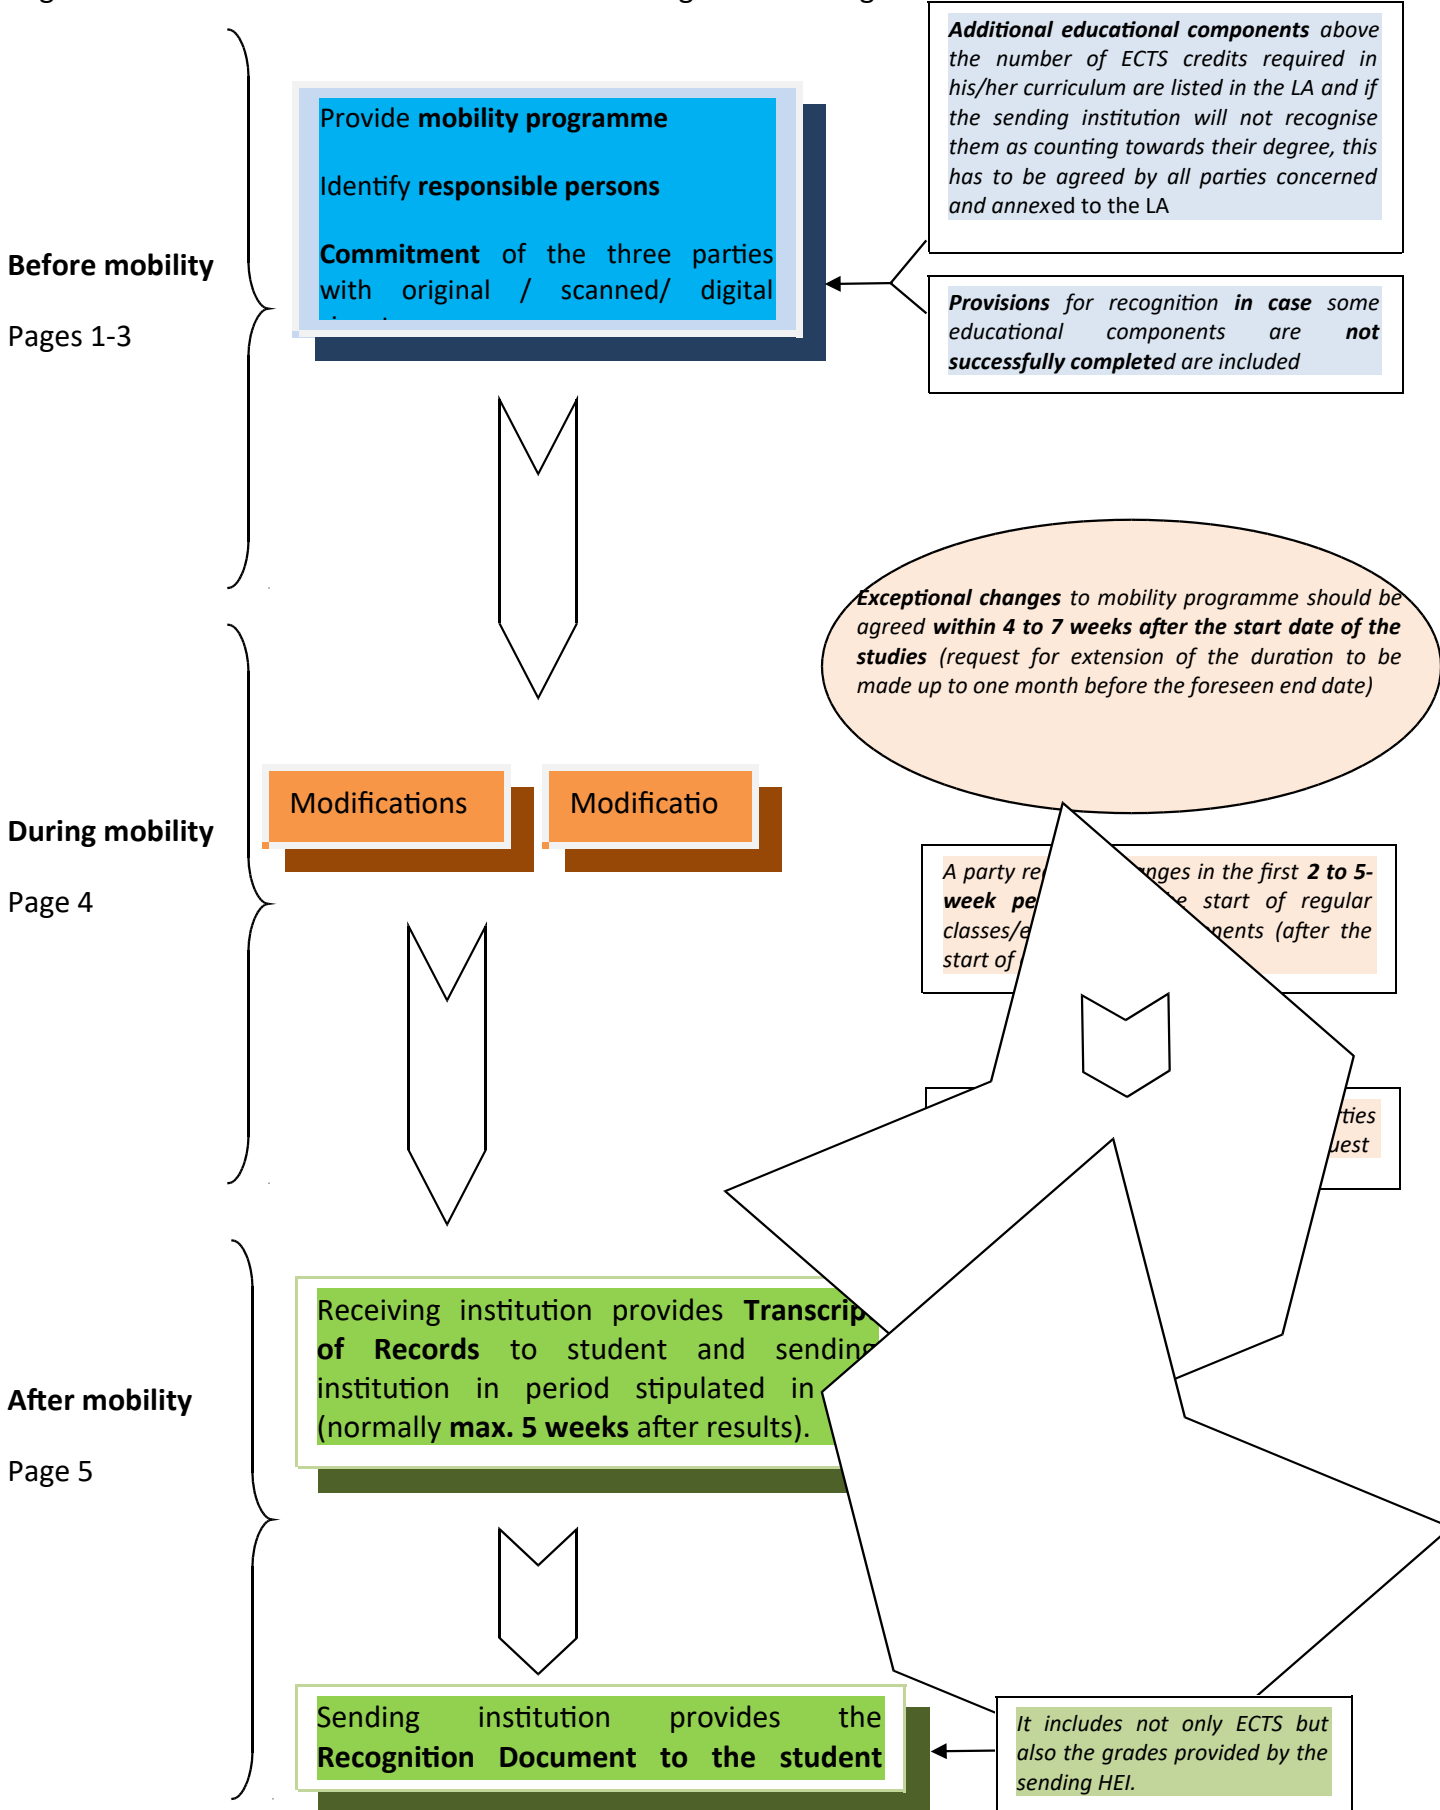 Before mobility
Pages 1-3
Provide mobility programme
Identify responsible persons
Commitment of the three parties
with original / scanned/ digital
Additional educational components above
the number of ECTS credits required in
his/her curriculum are listed in the LA and if
the sending institution will not recognise
them as counting towards their degree, this
has to be agreed by all parties concerned
and annexed to the LA
Provisions for recognition in case some
educational components are not
successfully completed are included
During mobility
Page 4
Modifications
Modificatio
Exceptional changes to mobility programme should be
agreed within 4 to 7 weeks after the start date of the
studies (request for extension of the duration to be
made up to one month before the foreseen end date)
A party in the first 2 to 5-
week start of regular
(after the
start of
After mobility
Page 5
Receiving institution provides Transcrip
of Records to student and sending
institution in period stipulated in
(normally max. 5 weeks after results).
Sending institution provides the
Recognition Document to the student
It includes not only ECTS but
also the grades provided by the
sending HEI.